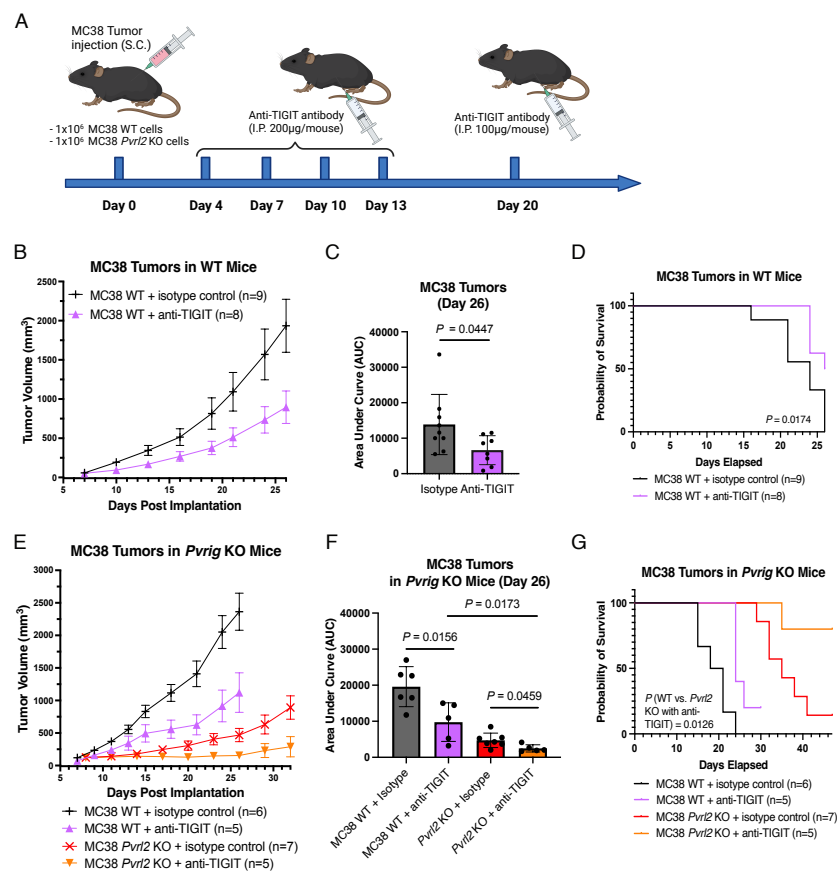 A
MC38 Tumor
injection (S.C.)
- 1x10⁶ MC38 WT cells
- 1x10⁶ MC38 Pvrl2 KO cells
Anti-TIGIT antibody
(I.P. 200µg/mouse)
Anti-TIGIT antibody
(I.P. 100µg/mouse)
Day 0
Day 4
Day 7
Day 10
Day 13
Day 20
B
MC38 Tumors in WT Mice
MC38 WT + isotype control (n=9)
MC38 WT + anti-TIGIT (n=8)
Tumor Volume (mm³)
2500
2000
1500
1000
500
0
5
10
15
20
25
Days Post Implantation
C
MC38 Tumors
(Day 26)
P = 0.0447
Area Under Curve (AUC)
40000
30000
20000
10000
0
Isotype Anti-TIGIT
D
MC38 Tumors in WT Mice
Probability of Survival
100
50
0
P = 0.0174
0
5
10
15
20
25
Days Elapsed
MC38 WT + isotype control (n=9)
MC38 WT + anti-TIGIT (n=8)
E
MC38 Tumors in Pvrig KO Mice
Tumor Volume (mm³)
3000
2500
2000
1500
1000
500
0
5
10
15
20
25
30
Days Post Implantation
MC38 WT + isotype control (n=6)
MC38 WT + anti-TIGIT (n=5)
MC38 Pvrl2 KO + isotype control (n=7)
MC38 Pvrl2 KO + anti-TIGIT (n=5)
F
MC38 Tumors
in Pvrig KO Mice (Day 26)
P = 0.0173
P = 0.0156
P = 0.0459
Area Under Curve (AUC)
40000
30000
20000
10000
0
MC38 WT + Isotype
MC38 WT + anti-TIGIT
Pvrl2 KO + Isotype
Pvrl2 KO + anti-TIGIT
G
MC38 Tumors in Pvrig KO Mice
Probability of Survival
100
50
0
P (WT vs. Pvrl2
KO with anti-
TIGIT) = 0.0126
0
10
20
30
40
Days Elapsed
MC38 WT + isotype control (n=6)
MC38 WT + anti-TIGIT (n=5)
MC38 Pvrl2 KO + isotype control (n=7)
MC38 Pvrl2 KO + anti-TIGIT (n=5)